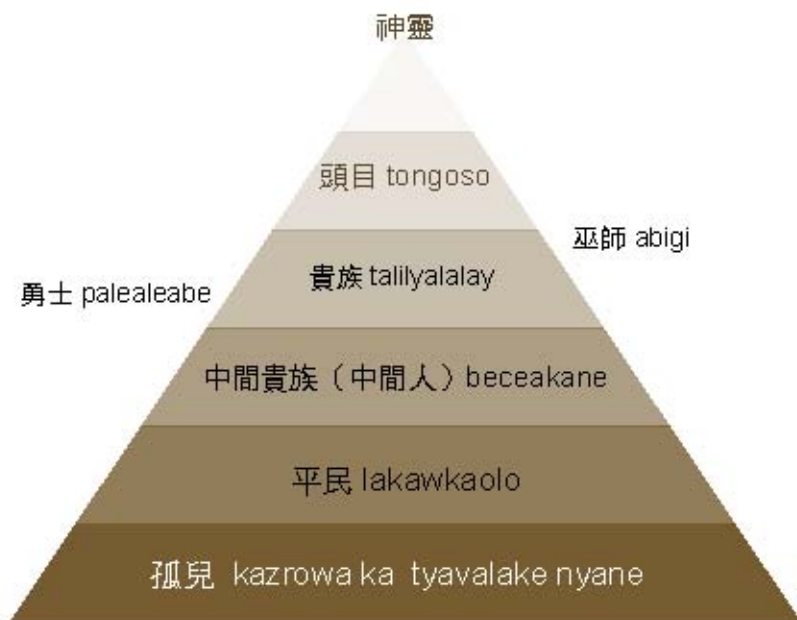 神靈
頭目 tongoso
巫師 abigi
貴族 talilyalalay
勇士 palealeabe
中間貴族（中間人）beceakane
平民 lakawkaolo
孤兒 kazrowa ka tyavalake nyane